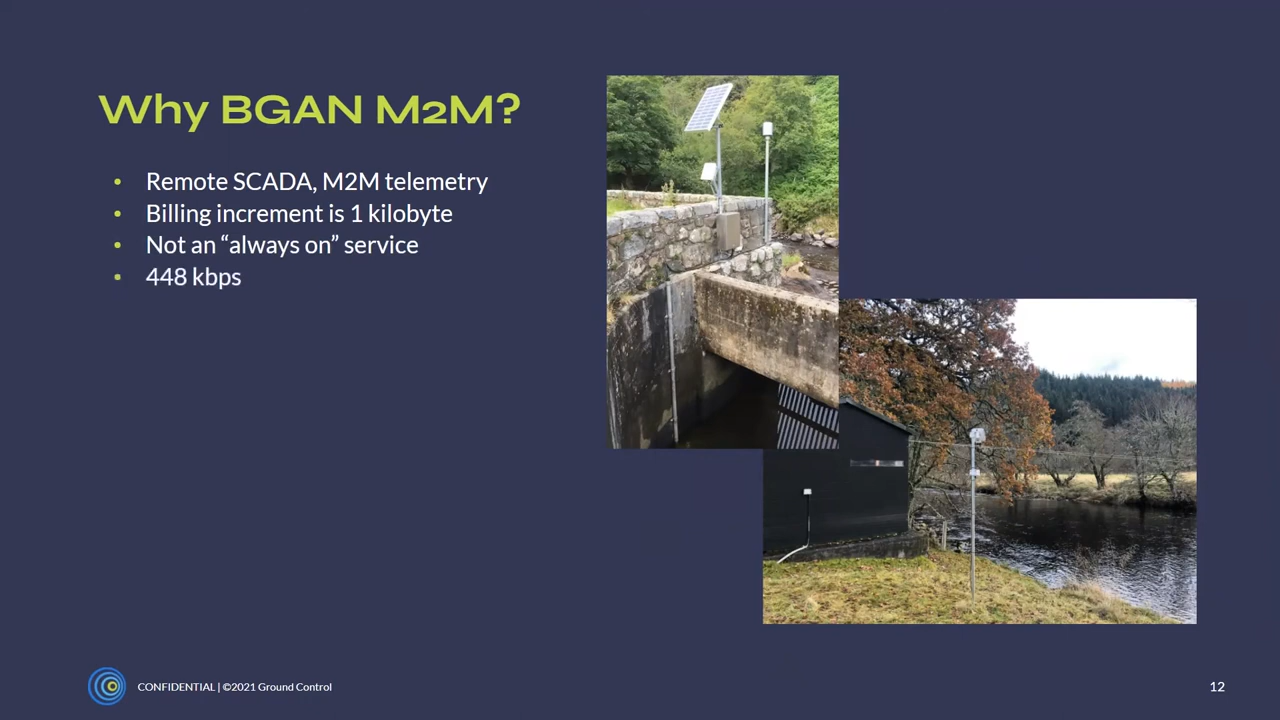 Why BGAN M2M?
• Remote SCADA, M2M telemetry
• Billing increment is 1 kilobyte
• Not an “always on” service
• 448 kbps
CONFIDENTIAL | ©2021 Ground Control
12